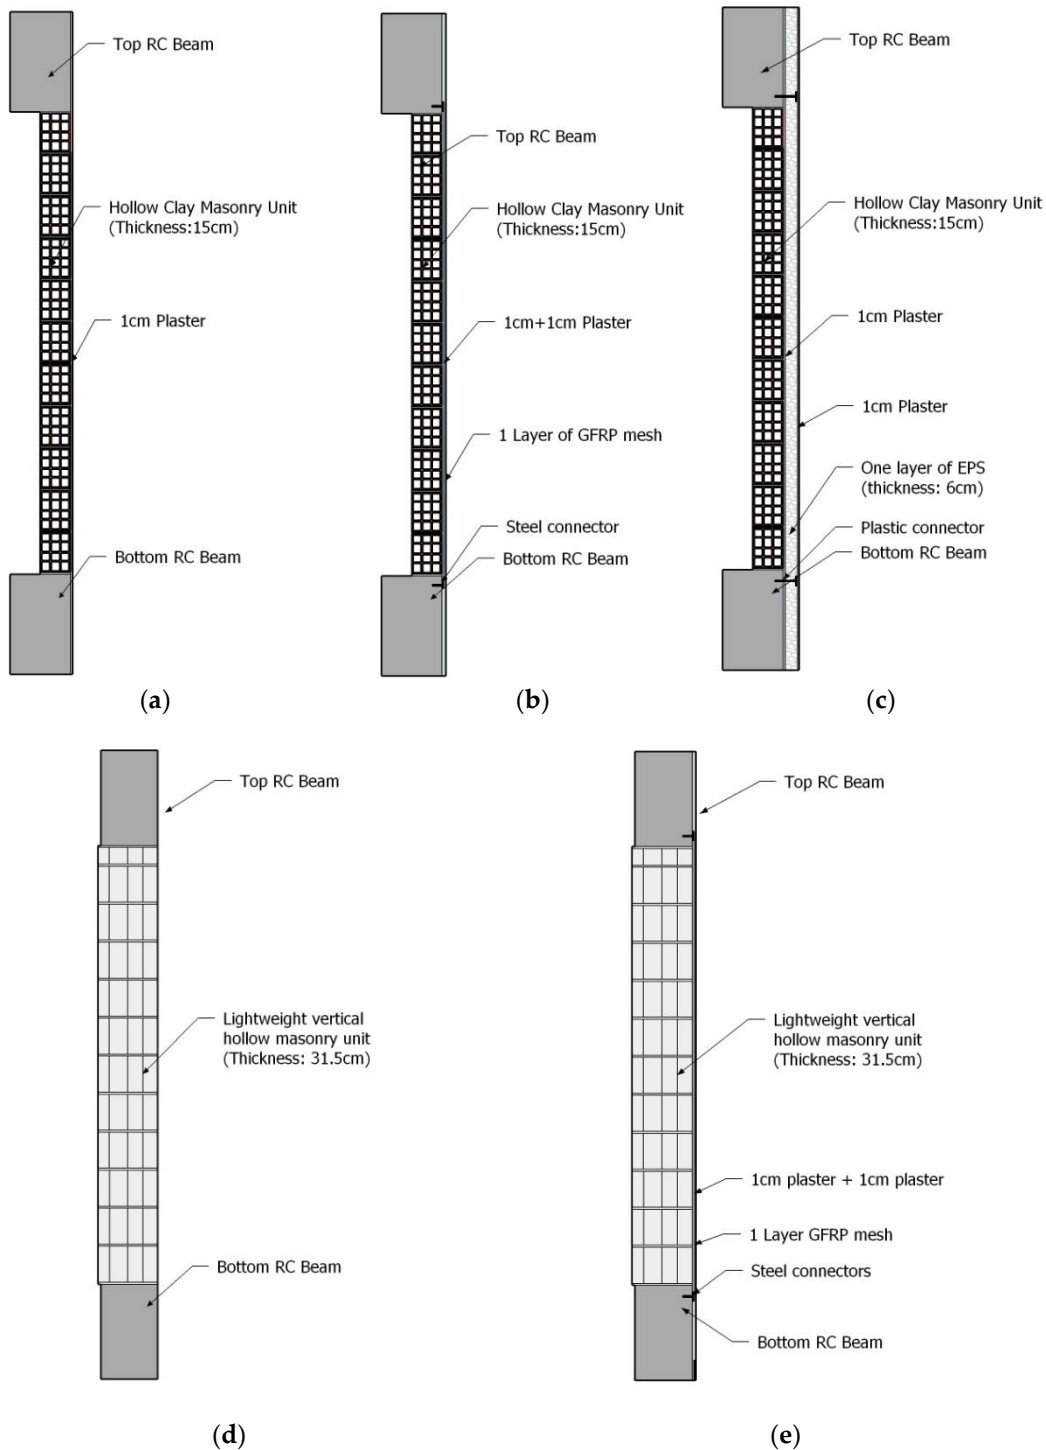 Top RC Beam
Hollow Clay Masonry Unit
(Thickness:15cm)
1cm Plaster
Bottom RC Beam
(a)
Top RC Beam
Hollow Clay Masonry Unit
(Thickness:15cm)
1cm+1cm Plaster
1 Layer of GFRP mesh
Steel connector
Bottom RC Beam
(b)
Top RC Beam
Hollow Clay Masonry Unit
(Thickness:15cm)
1cm Plaster
1cm Plaster
One layer of EPS
(thickness: 6cm)
Plastic connector
Bottom RC Beam
(c)
Top RC Beam
Lightweight vertical
hollow masonry unit
(Thickness: 31.5cm)
Bottom RC Beam
(d)
Top RC Beam
Lightweight vertical
hollow masonry unit
(Thickness: 31.5cm)
1cm plaster + 1cm plaster
1 Layer GFRP mesh
Steel connectors
Bottom RC Beam
(e)